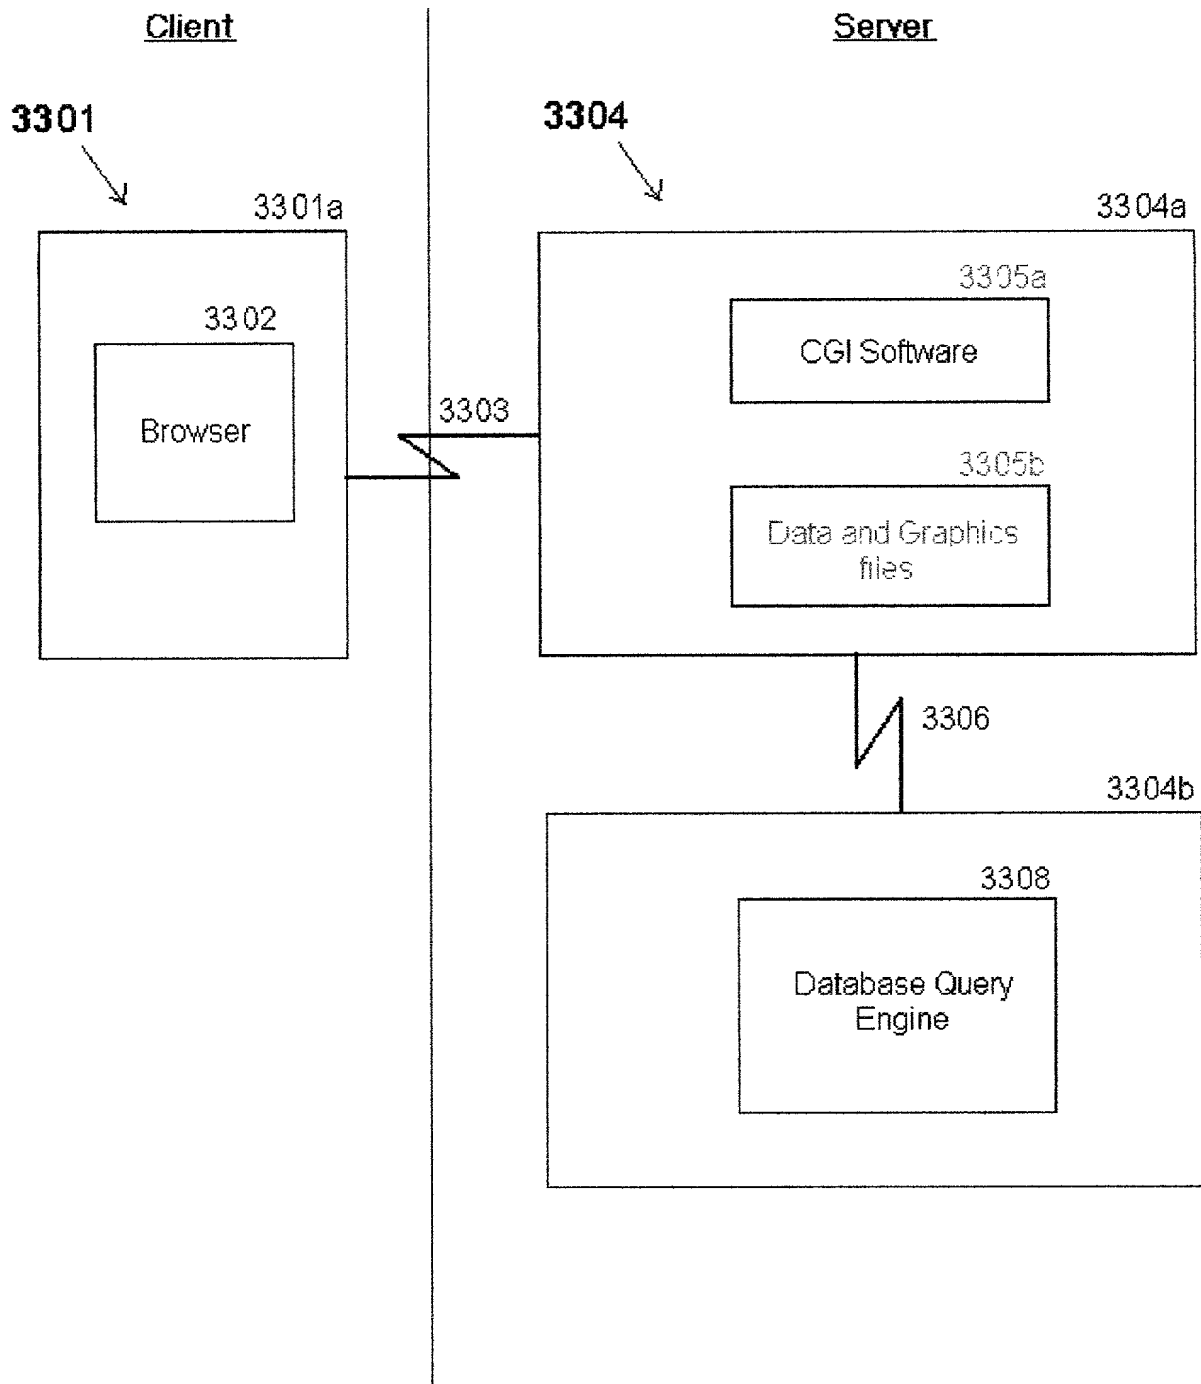 Client
Server
3301
3304
3301a
3304a
3302
Browser
3303
3305a
CGI Software
3305b
Data and Graphics
files
3306
3304b
3308
Database Query
Engine